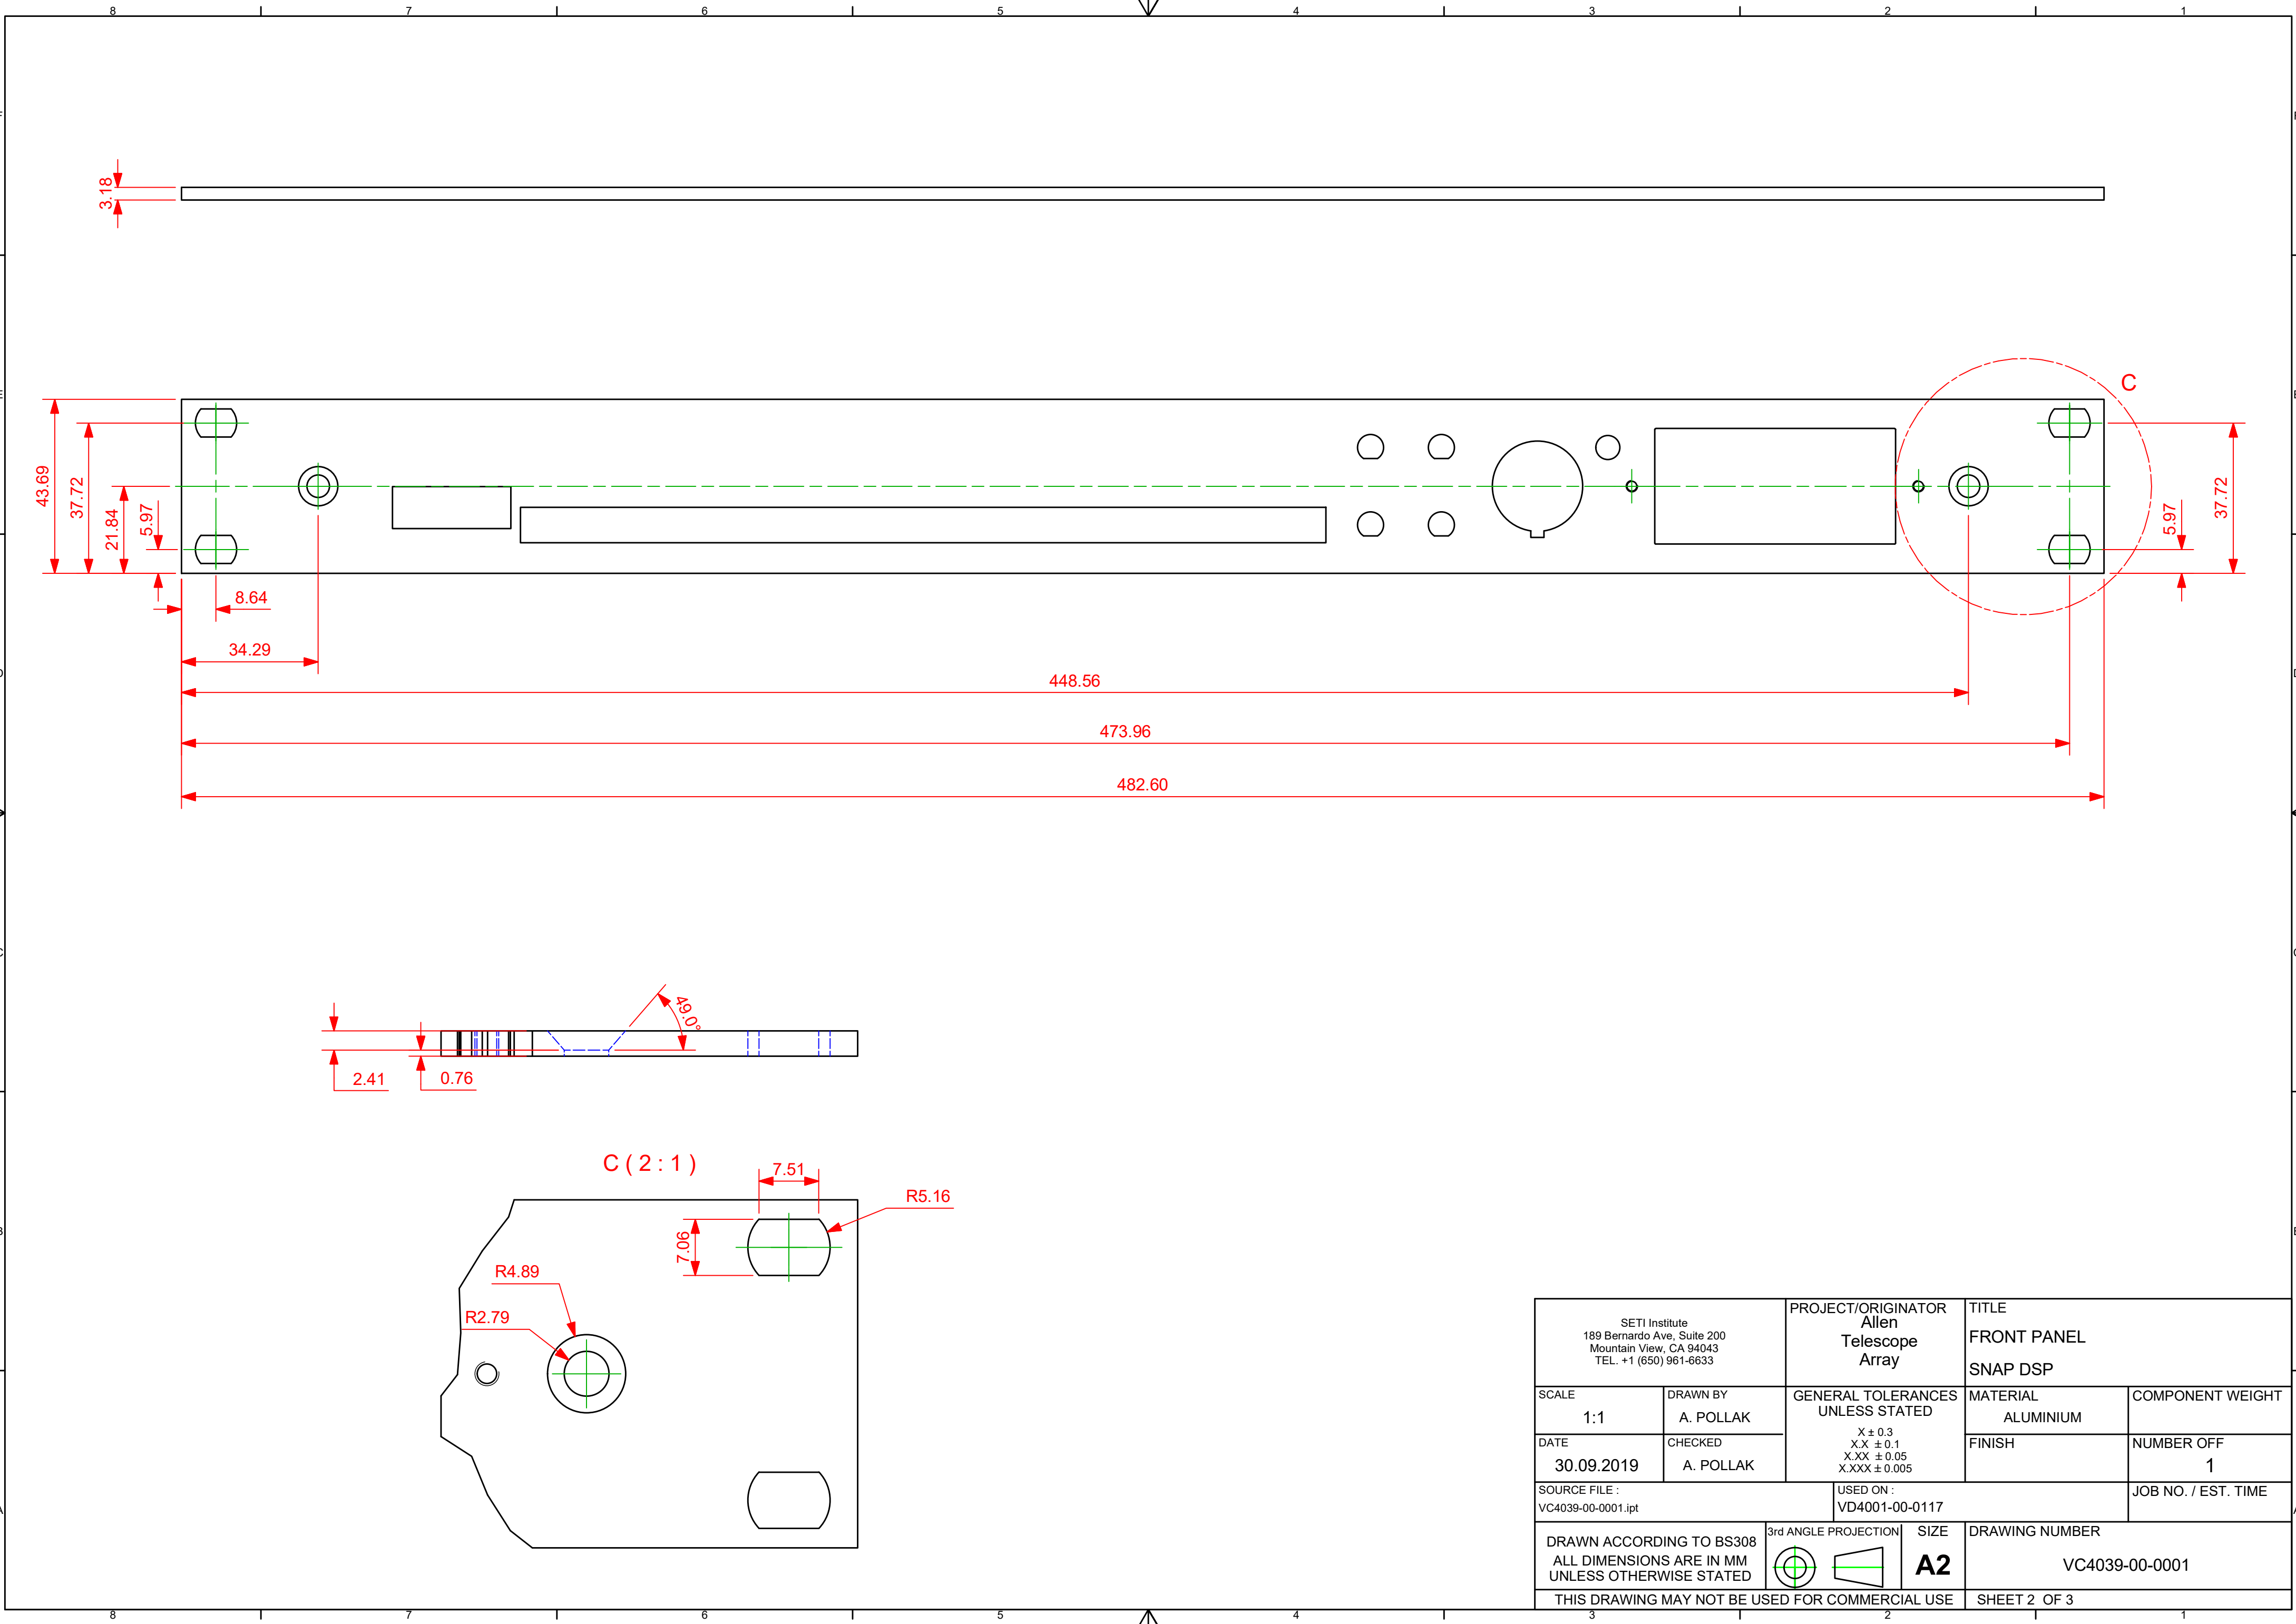 8 7 6 5 4 3 2 1
F
F
3.18
C
E
E
43.69
37.72
21.84
5.97
5.97
37.72
8.64
34.29
448.56
D
D
473.96
482.60
C
C
49.0°
2.41
0.76
C ( 2 : 1 )
7.51
R5.16
7.06
B
B
R4.89
R2.79
SETI Institute
189 Bernardo Ave, Suite 200
Mountain View, CA 94043
TEL. +1 (650) 961-6633
PROJECT/ORIGINATOR
Allen
Telescope
Array
TITLE
FRONT PANEL
SNAP DSP
SCALE
1:1
DRAWN BY
A. POLLAK
GENERAL TOLERANCES
UNLESS STATED
X ± 0.3
X.X ± 0.1
X.XX ± 0.05
X.XXX ± 0.005
MATERIAL
ALUMINIUM
COMPONENT WEIGHT
DATE
30.09.2019
CHECKED
A. POLLAK
FINISH
NUMBER OFF
1
SOURCE FILE :
VC4039-00-0001.ipt
USED ON :
VD4001-00-0117
JOB NO. / EST. TIME
A
A
DRAWN ACCORDING TO BS308
ALL DIMENSIONS ARE IN MM
UNLESS OTHERWISE STATED
3rd ANGLE PROJECTION
SIZE
A2
DRAWING NUMBER
VC4039-00-0001
THIS DRAWING MAY NOT BE USED FOR COMMERCIAL USE
SHEET 2 OF 3
8 7 6 5 4 3 2 1